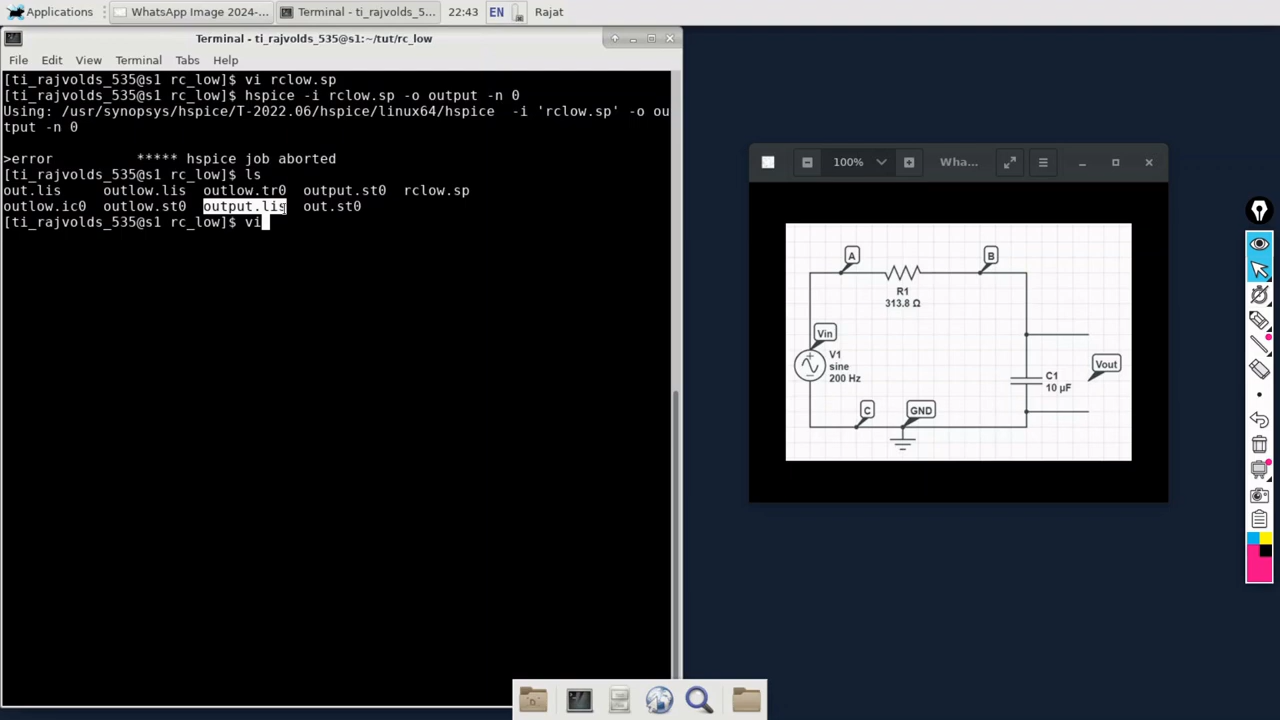 Applications
WhatsApp Image 2024-...
Terminal - ti_rajvolds_5...
22:43
EN
Rajat
Terminal - ti_rajvolds_535@s1:~/tut/rc_low
File Edit View Terminal Tabs Help
[ti_rajvolds_535@s1 rc_low]$ vi rclow.sp
[ti_rajvolds_535@s1 rc_low]$ hspice -i rclow.sp -o output -n 0
Using: /usr/synopsys/hspice/T-2022.06/hspice/linux64/hspice  -i 'rclow.sp' -o ou
tput -n 0
>error          ***** hspice job aborted
[ti_rajvolds_535@s1 rc_low]$ ls
out.lis     outlow.lis  outlow.tr0  output.st0  rclow.sp
outlow.ic0  outlow.st0  output.lis  out.st0
[ti_rajvolds_535@s1 rc_low]$ vi
100%
Wha...
A
B
R1
313.8 Ω
Vin
V1
sine
200 Hz
C1
10 µF
Vout
C
GND